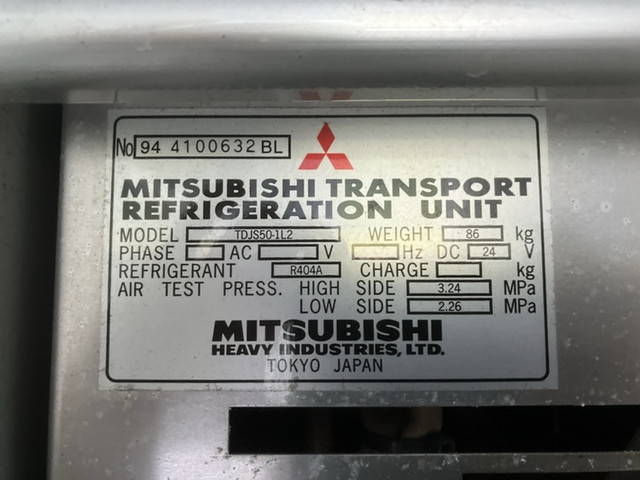 No 94 4100632 BL
MITSUBISHI TRANSPORT
REFRIGERATION UNIT
MODEL TDJS50-1L2 WEIGHT 86 kg
PHASE AC V Hz DC 24 V
REFRIGERANT R404A CHARGE kg
AIR TEST PRESS. HIGH SIDE 3.24 MPa
LOW SIDE 2.26 MPa
MITSUBISHI
HEAVY INDUSTRIES, LTD.
TOKYO JAPAN